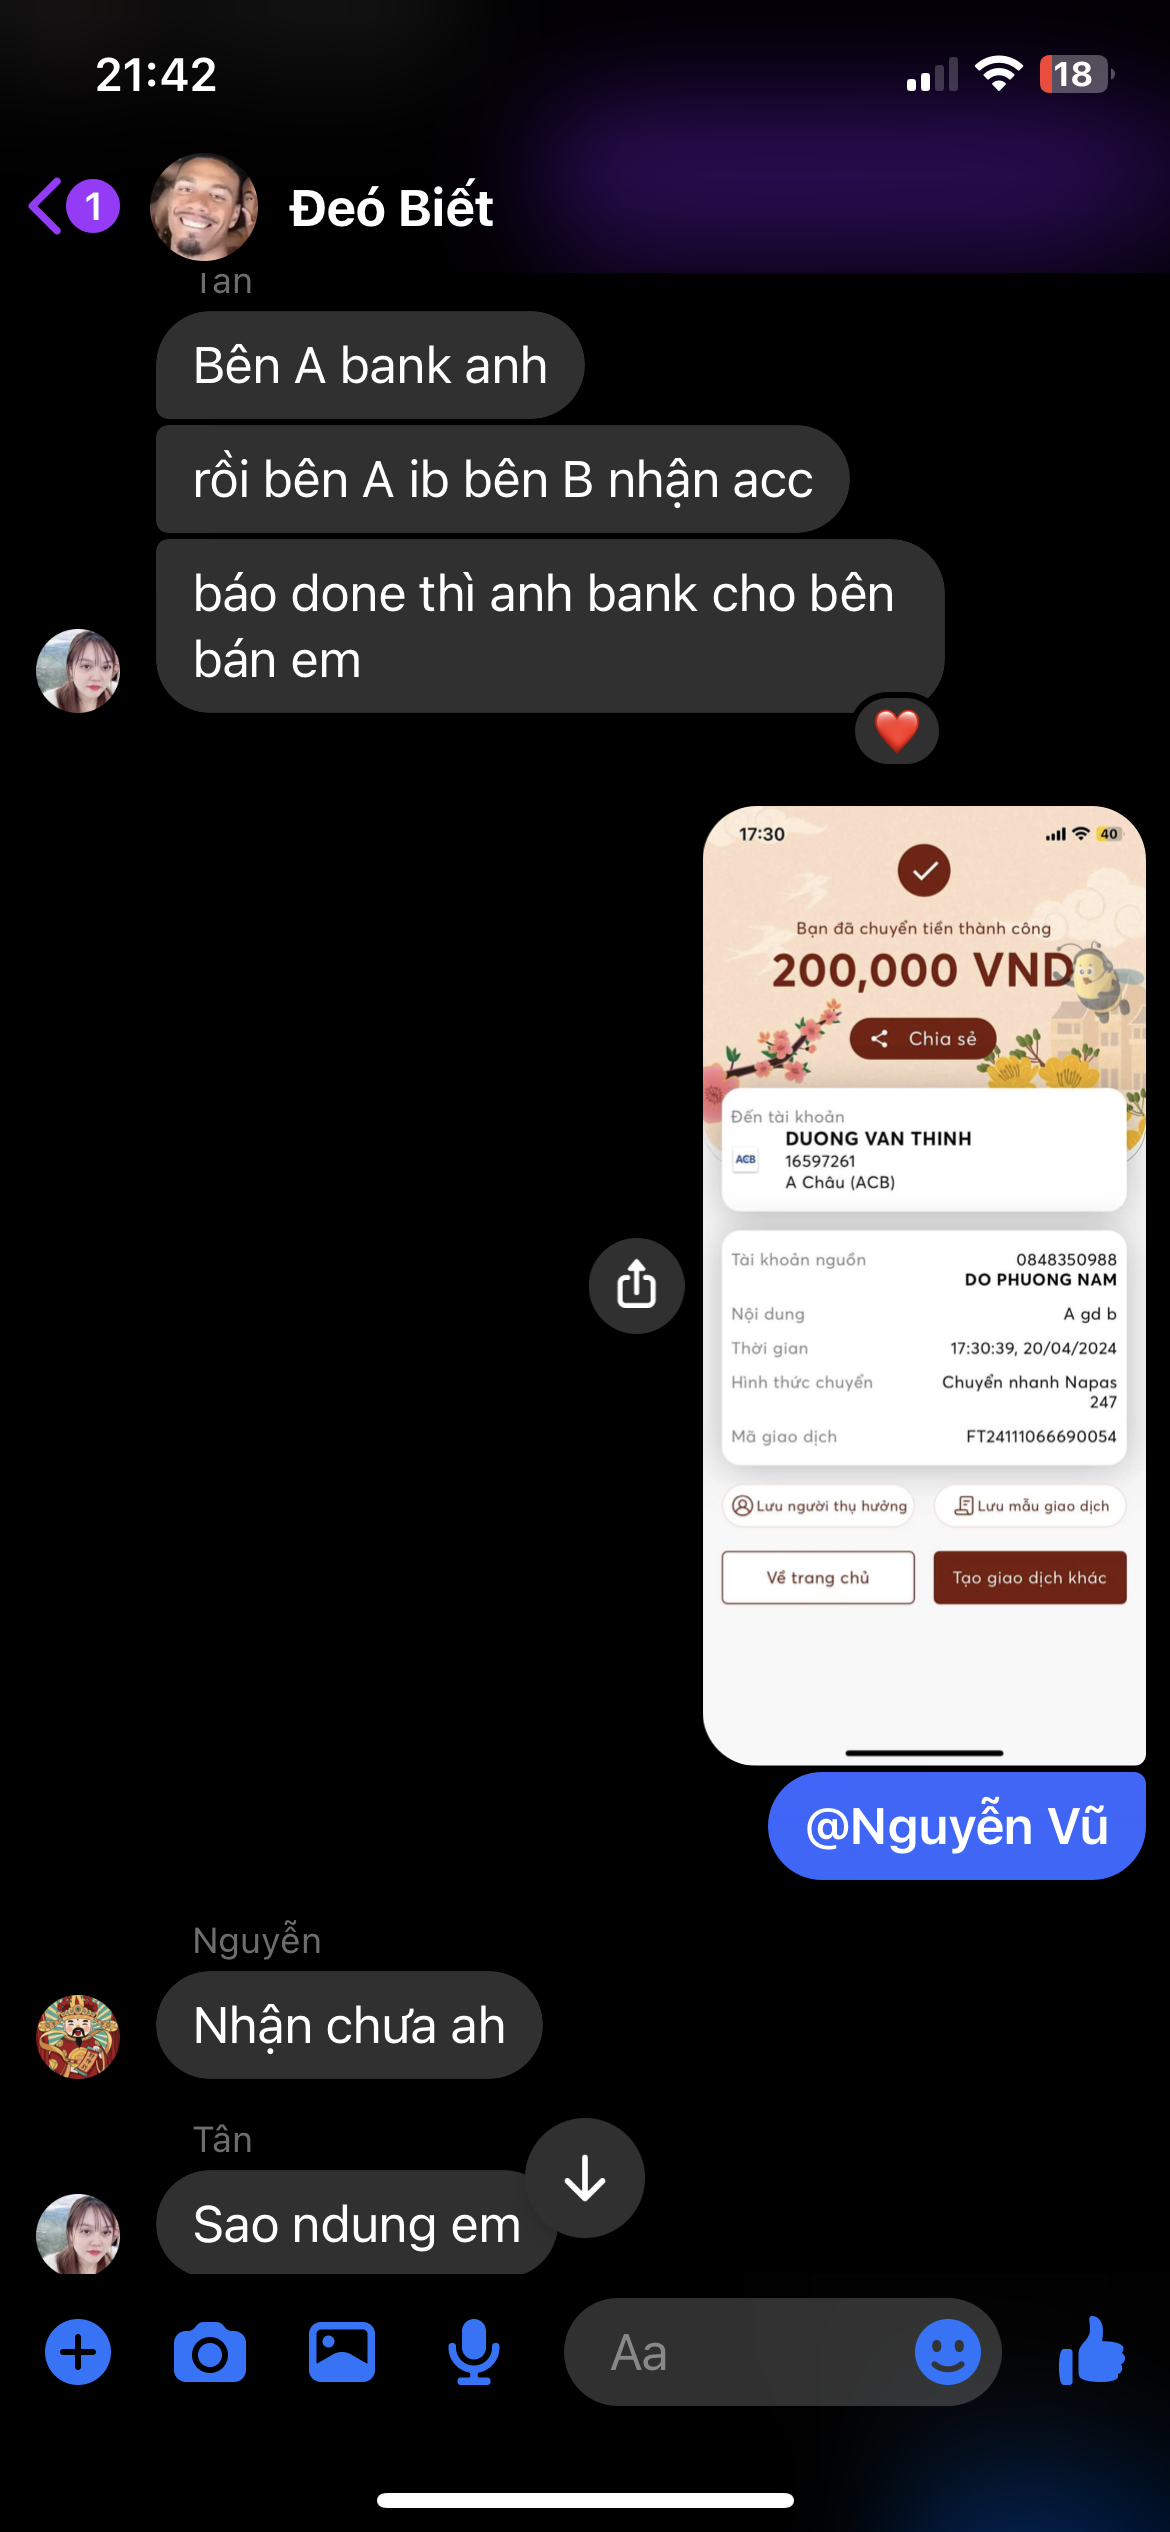 21:42
18
1
Đeó Biết
Tân
Bên A bank anh
rồi bên A ib bên B nhận acc
báo done thì anh bank cho bên
bán em
17:30
40
Bạn đã chuyển tiền thành công
200,000 VND
Chia sẻ
Đến tài khoản
DUONG VAN THINH
ACB
16597261
A Châu (ACB)
Tài khoản nguồn
0848350988
DO PHUONG NAM
Nội dung
A gd b
Thời gian
17:30:39, 20/04/2024
Hình thức chuyển
Chuyển nhanh Napas
247
Mã giao dịch
FT24111066690054
Lưu người thụ hưởng
Lưu mẫu giao dịch
Về trang chủ
Tạo giao dịch khác
@Nguyễn Vũ
Nguyễn
Nhận chưa ah
Tân
Sao ndung em
Aa